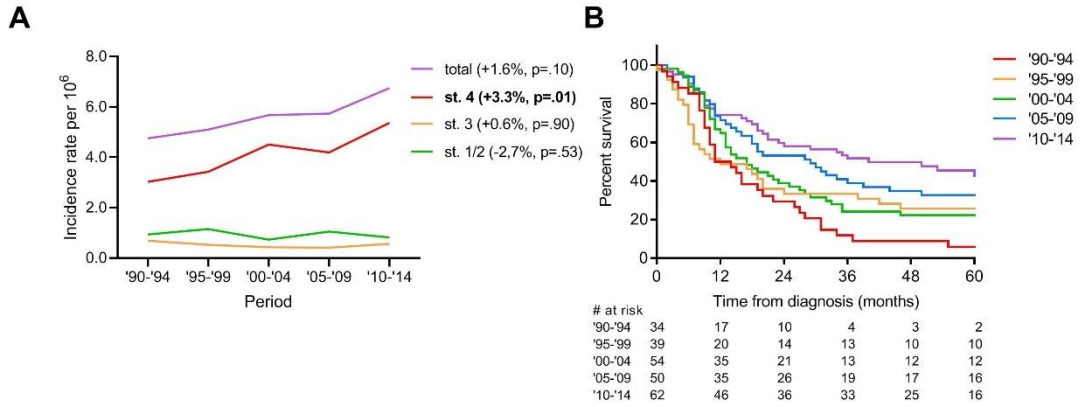 A
8.0
6.0
4.0
2.0
0.0
Incidence rate per 10⁶
'90-'94 '95-'99 '00-'04 '05-'09 '10-'14
Period
total (+1.6%, p=.10)
st. 4 (+3.3%, p=.01)
st. 3 (+0.6%, p=.90)
st. 1/2 (-2,7%, p=.53)
B
100
80
60
40
20
0
Percent survival
0 12 24 36 48 60
Time from diagnosis (months)
'90-'94
'95-'99
'00-'04
'05-'09
'10-'14
# at risk
'90-'94 34 17 10 4 3 2
'95-'99 39 20 14 13 10 10
'00-'04 54 35 21 13 12 12
'05-'09 50 35 26 19 17 16
'10-'14 62 46 36 33 25 16